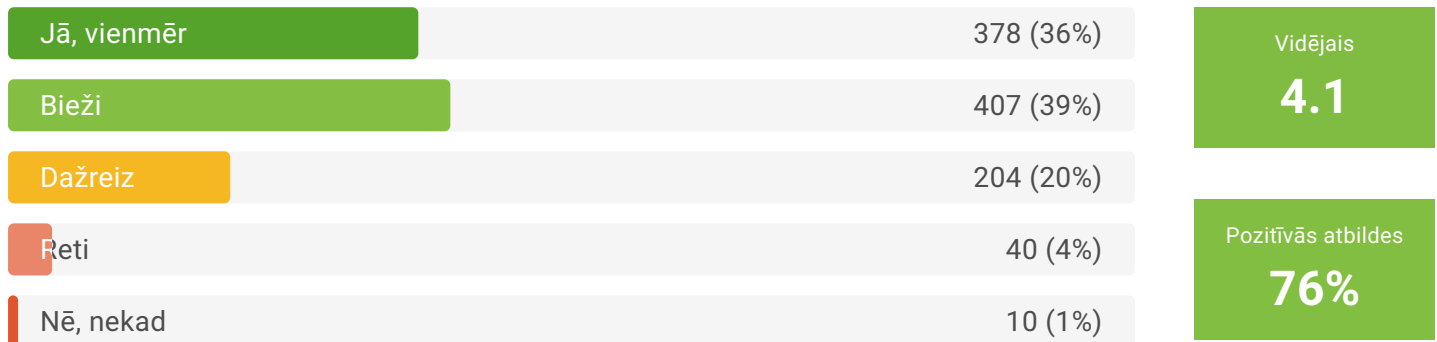 Jā, vienmēr 378 (36%)
Bieži 407 (39%)
Dažreiz 204 (20%)
Reti 40 (4%)
Nē, nekad 10 (1%)
Vidējais
4.1
Pozitīvās atbildes
76%